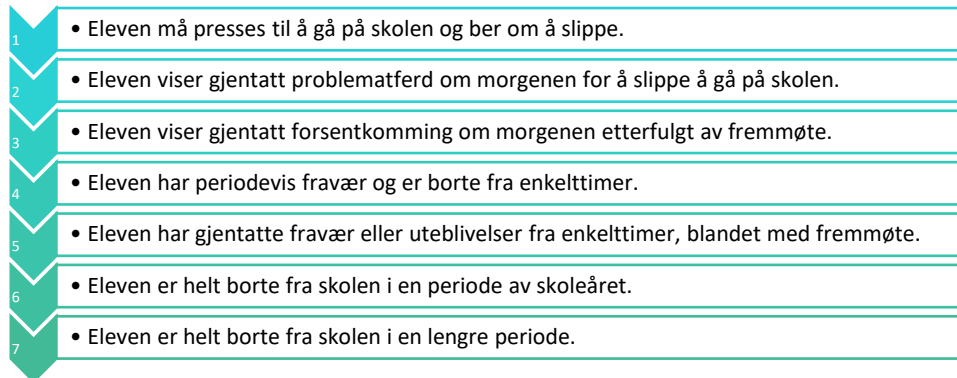 1 • Eleven må presses til å gå på skolen og ber om å slippe.
2 • Eleven viser gjentatt problematferd om morgenen for å slippe å gå på skolen.
3 • Eleven viser gjentatt forsentkomming om morgenen etterfulgt av fremmøte.
4 • Eleven har periodevis fravær og er borte fra enkelttimer.
5 • Eleven har gjentatte fravær eller uteblivelser fra enkelttimer, blandet med fremmøte.
6 • Eleven er helt borte fra skolen i en periode av skoleåret.
7 • Eleven er helt borte fra skolen i en lengre periode.